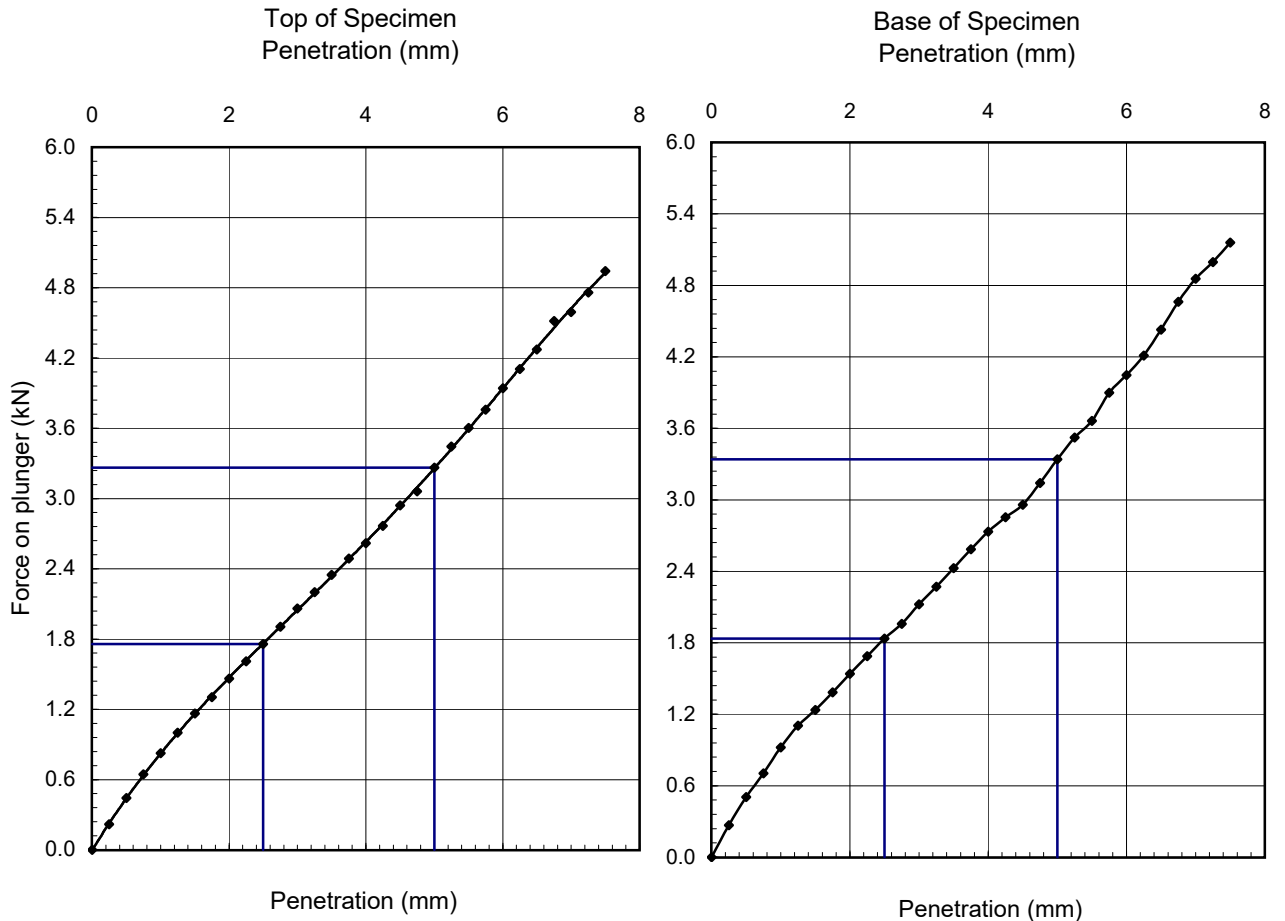 Top of Specimen
Penetration (mm)
0 2 4 6 8
6.0
5.4
4.8
4.2
3.6
3.0
2.4
1.8
1.2
0.6
0.0
Force on plunger (kN)
Penetration (mm)
Base of Specimen
Penetration (mm)
0 2 4 6 8
6.0
5.4
4.8
4.2
3.6
3.0
2.4
1.8
1.2
0.6
0.0
Penetration (mm)